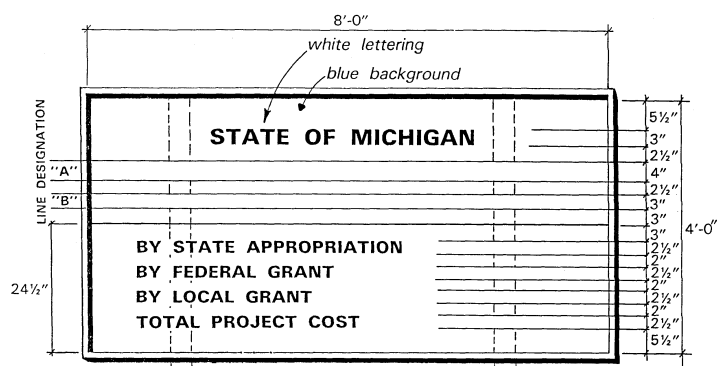 8'-0"
white lettering
blue background
STATE OF MICHIGAN
LINE DESIGNATION
"A"
"B"
BY STATE APPROPRIATION
BY FEDERAL GRANT
BY LOCAL GRANT
TOTAL PROJECT COST
24½"
5½"
3"
2½"
4"
2½"
3"
3"
3"
2½"
2"
2½"
2"
2½"
2"
2½"
5½"
4'-0"